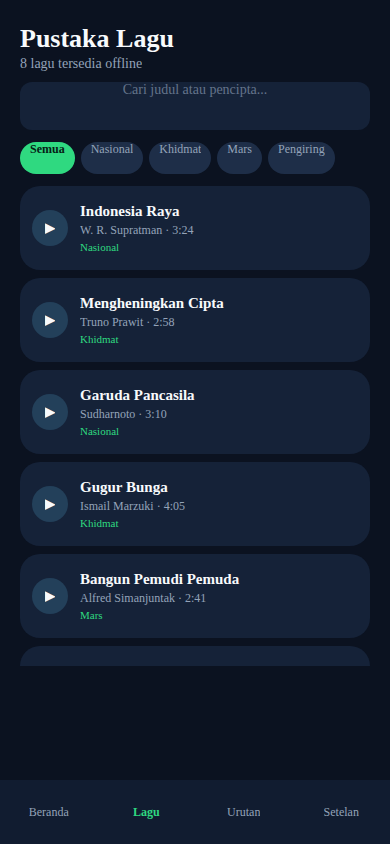 Pustaka Lagu
8 lagu tersedia offline
Cari judul atau pencipta...
Semua Nasional Khidmat Mars Pengiring
Indonesia Raya
W. R. Supratman · 3:24
Nasional
Mengheningkan Cipta
Truno Prawit · 2:58
Khidmat
Garuda Pancasila
Sudharnoto · 3:10
Nasional
Gugur Bunga
Ismail Marzuki · 4:05
Khidmat
Bangun Pemudi Pemuda
Alfred Simanjuntak · 2:41
Mars
Beranda Lagu Urutan Setelan